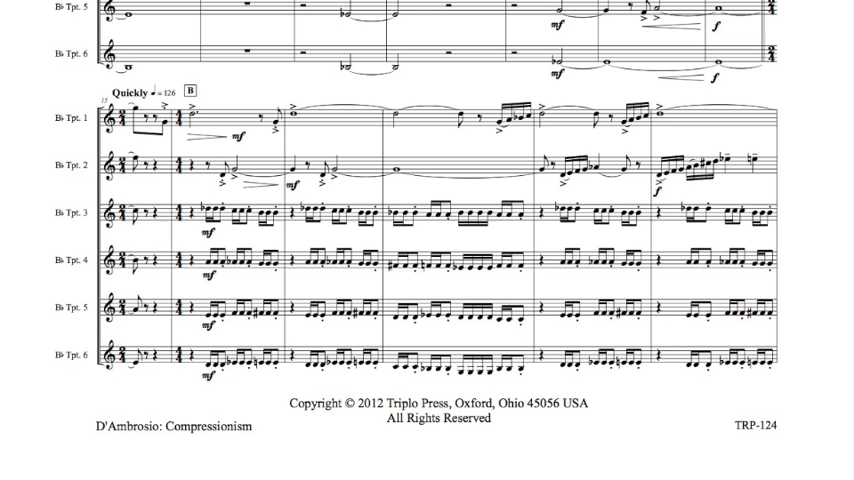 B♭ Tpt. 5
mf f
B♭ Tpt. 6
mf f
Quickly ♩ = 126 B
B♭ Tpt. 1
mf
B♭ Tpt. 2
mf f
B♭ Tpt. 3
mf
B♭ Tpt. 4
mf
B♭ Tpt. 5
mf
B♭ Tpt. 6
mf
Copyright © 2012 Triplo Press, Oxford, Ohio 45056 USA
All Rights Reserved
D'Ambrosio: Compressionism TRP-124